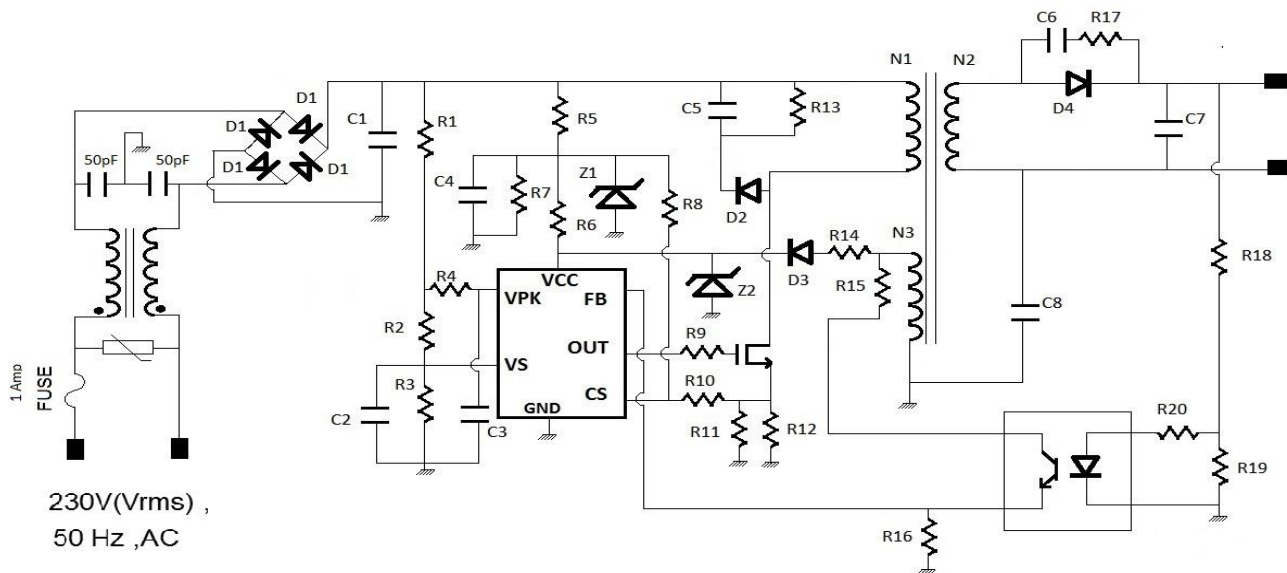 C6
R17
N1
N2
D4
C7
D1
D1
D1
D1
50pF
50pF
C1
R1
R5
C5
R13
C4
R7
Z1
R8
R6
D2
N3
R14
D3
R15
Z2
R18
C8
R4
R2
R3
VCC
VPK
FB
OUT
VS
CS
GND
R9
R10
R11
R12
C2
C3
1 Amp
FUSE
R20
R19
R16
230V(Vrms) ,
50 Hz ,AC